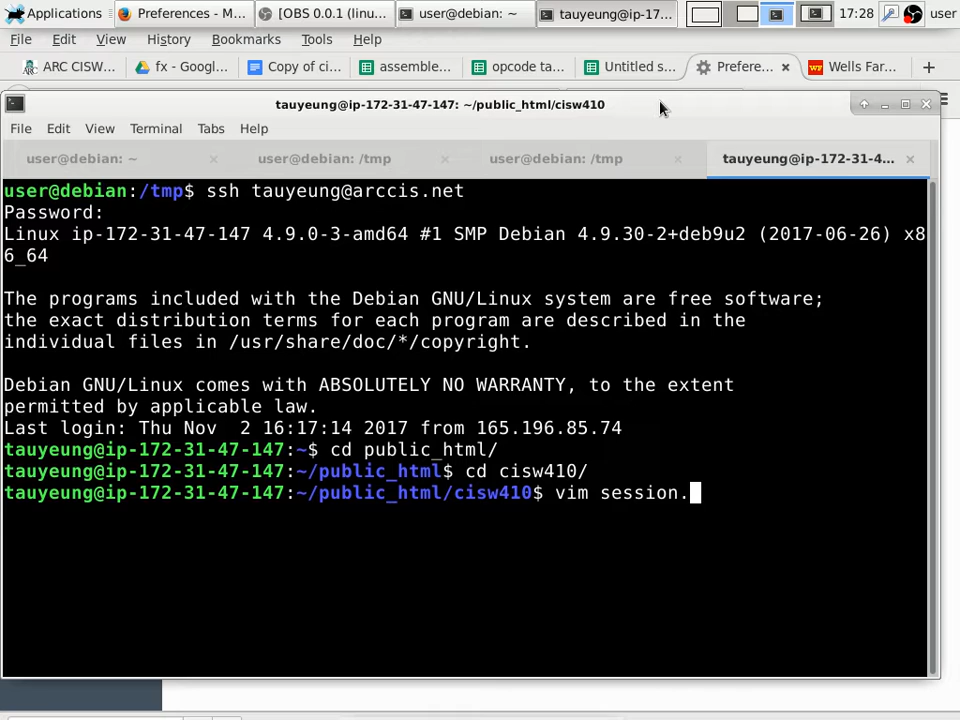 Applications
Preferences - M...
[OBS 0.0.1 (linu...
user@debian: ~
tauyeung@ip-17...
17:28
user
File Edit View History Bookmarks Tools Help
ARC CISW...
fx - Googl...
Copy of ci...
assemble...
opcode ta...
Untitled s...
Prefere...
Wells Far...
tauyeung@ip-172-31-47-147: ~/public_html/cisw410
File Edit View Terminal Tabs Help
user@debian: ~
user@debian: /tmp
user@debian: /tmp
tauyeung@ip-172-31-4...
user@debian:/tmp$ ssh tauyeung@arccis.net
Password:
Linux ip-172-31-47-147 4.9.0-3-amd64 #1 SMP Debian 4.9.30-2+deb9u2 (2017-06-26) x8
6_64
The programs included with the Debian GNU/Linux system are free software;
the exact distribution terms for each program are described in the
individual files in /usr/share/doc/*/copyright.
Debian GNU/Linux comes with ABSOLUTELY NO WARRANTY, to the extent
permitted by applicable law.
Last login: Thu Nov  2 16:17:14 2017 from 165.196.85.74
tauyeung@ip-172-31-47-147:~$ cd public_html/
tauyeung@ip-172-31-47-147:~/public_html$ cd cisw410/
tauyeung@ip-172-31-47-147:~/public_html/cisw410$ vim session.